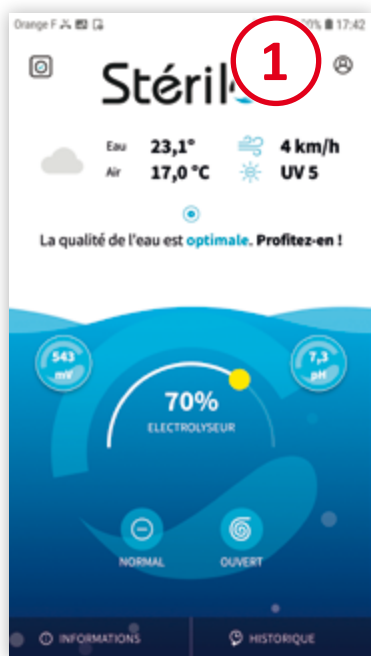 Orange F 0% 17:42
1
Stéril
Eau 23,1° 4 km/h
Air 17,0 °C UV 5
La qualité de l'eau est optimale. Profitez-en !
543 mV
7,3 pH
70%
ELECTROLYSEUR
NORMAL OUVERT
INFORMATIONS HISTORIQUE